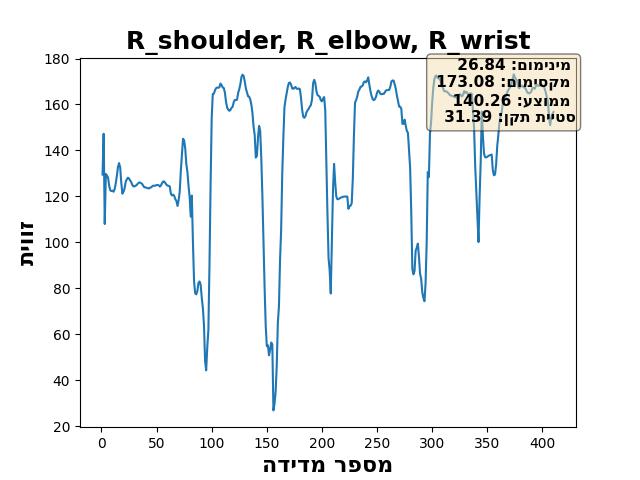 R_shoulder, R_elbow, R_wrist
מינימום: 26.84
מקסימום: 173.08
ממוצע: 140.26
סטיית תקן: 31.39
180
160
140
120
100
80
60
40
20
זווית
0 50 100 150 200 250 300 350 400
מספר מדידה